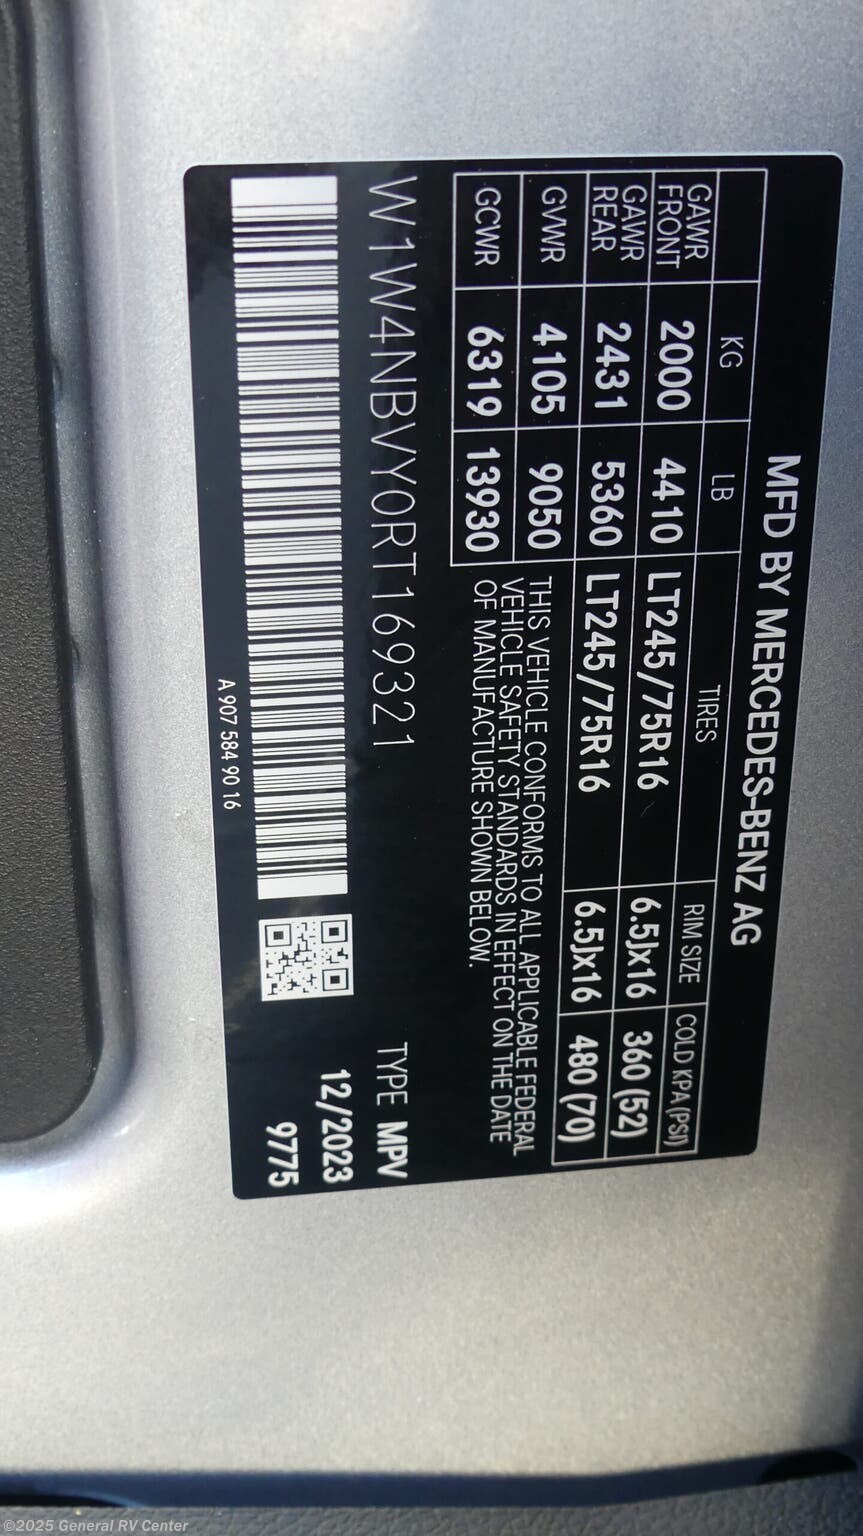 MFD BY MERCEDES-BENZ AG
KG LB TIRES RIM SIZE COLD KPA (PSI)
GAWR FRONT 2000 4410 LT245/75R16 6.5Jx16 360 (52)
GAWR REAR 2431 5360 LT245/75R16 6.5Jx16 480 (70)
GVWR 4105 9050
GCWR 6319 13930
THIS VEHICLE CONFORMS TO ALL APPLICABLE FEDERAL
VEHICLE SAFETY STANDARDS IN EFFECT ON THE DATE
OF MANUFACTURE SHOWN BELOW.
W1W4NBVY0RT169321
TYPE MPV
12/2023
9775
A 907 584 90 16
©2025 General RV Center